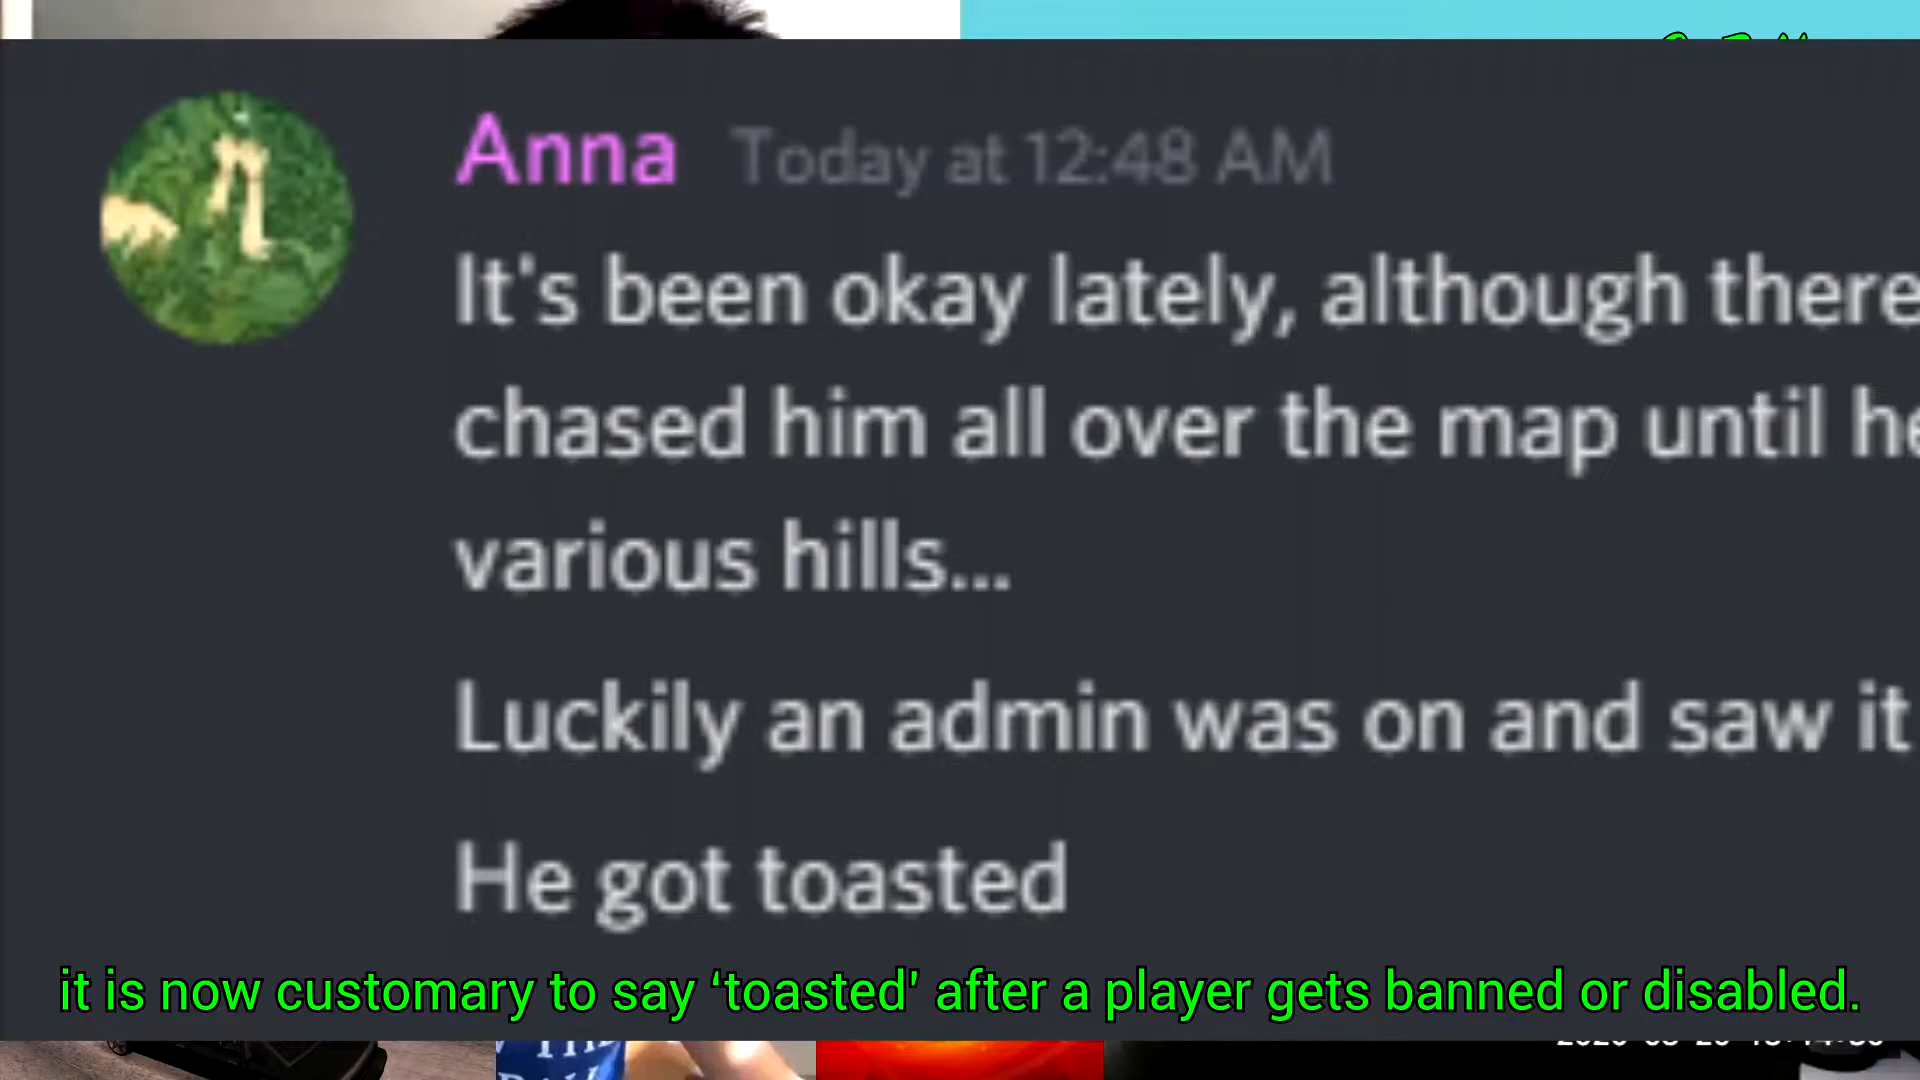 Anna Today at 12:48 AM
It's been okay lately, although there
chased him all over the map until he
various hills...
Luckily an admin was on and saw it
He got toasted
it is now customary to say ‘toasted’ after a player gets banned or disabled.